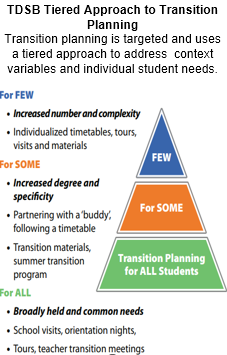 TDSB Tiered Approach to Transition
Planning
Transition planning is targeted and uses
a tiered approach to address context
variables and individual student needs.
For FEW
• Increased number and complexity
• Individualized timetables, tours,
visits and materials
For SOME
• Increased degree and
specificity
• Partnering with a 'buddy',
following a timetable
• Transition materials,
summer transition
program
For ALL
• Broadly held and common needs
• School visits, orientation nights,
• Tours, teacher transition meetings
FEW
For SOME
Transition Planning
for ALL Students